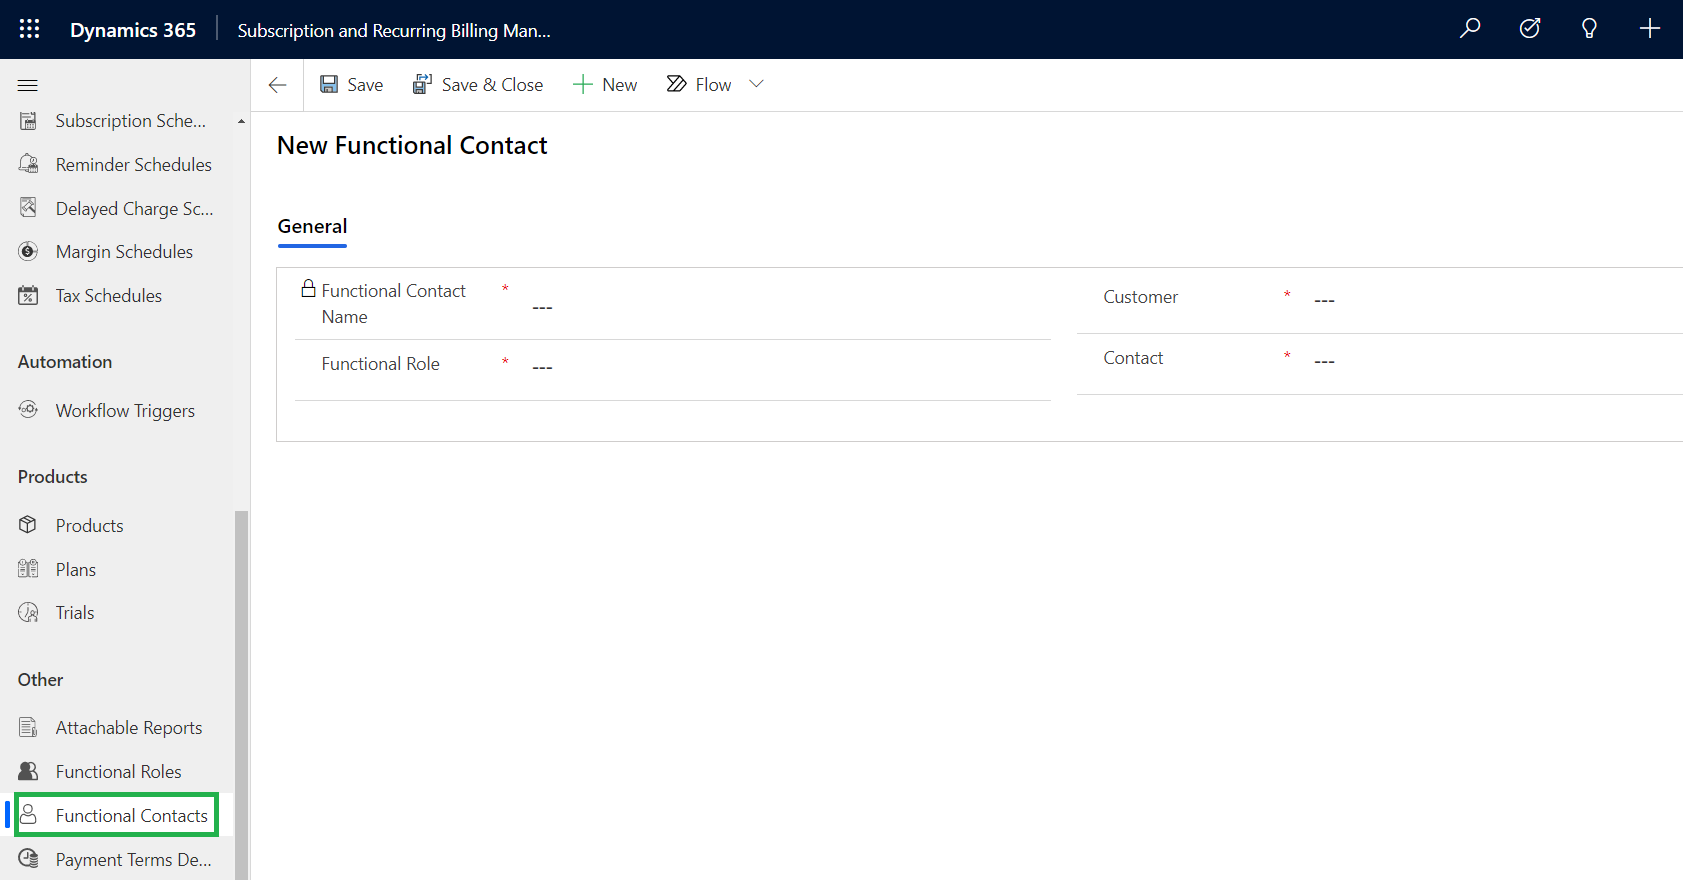 Dynamics 365
Subscription and Recurring Billing Man...
Save
Save & Close
New
Flow
Subscription Sche...
Reminder Schedules
Delayed Charge Sc...
Margin Schedules
Tax Schedules
Automation
Workflow Triggers
Products
Products
Plans
Trials
Other
Attachable Reports
Functional Roles
Functional Contacts
Payment Terms De...
New Functional Contact
General
Functional Contact
Name
* ---
Functional Role * ---
Customer * ---
Contact * ---